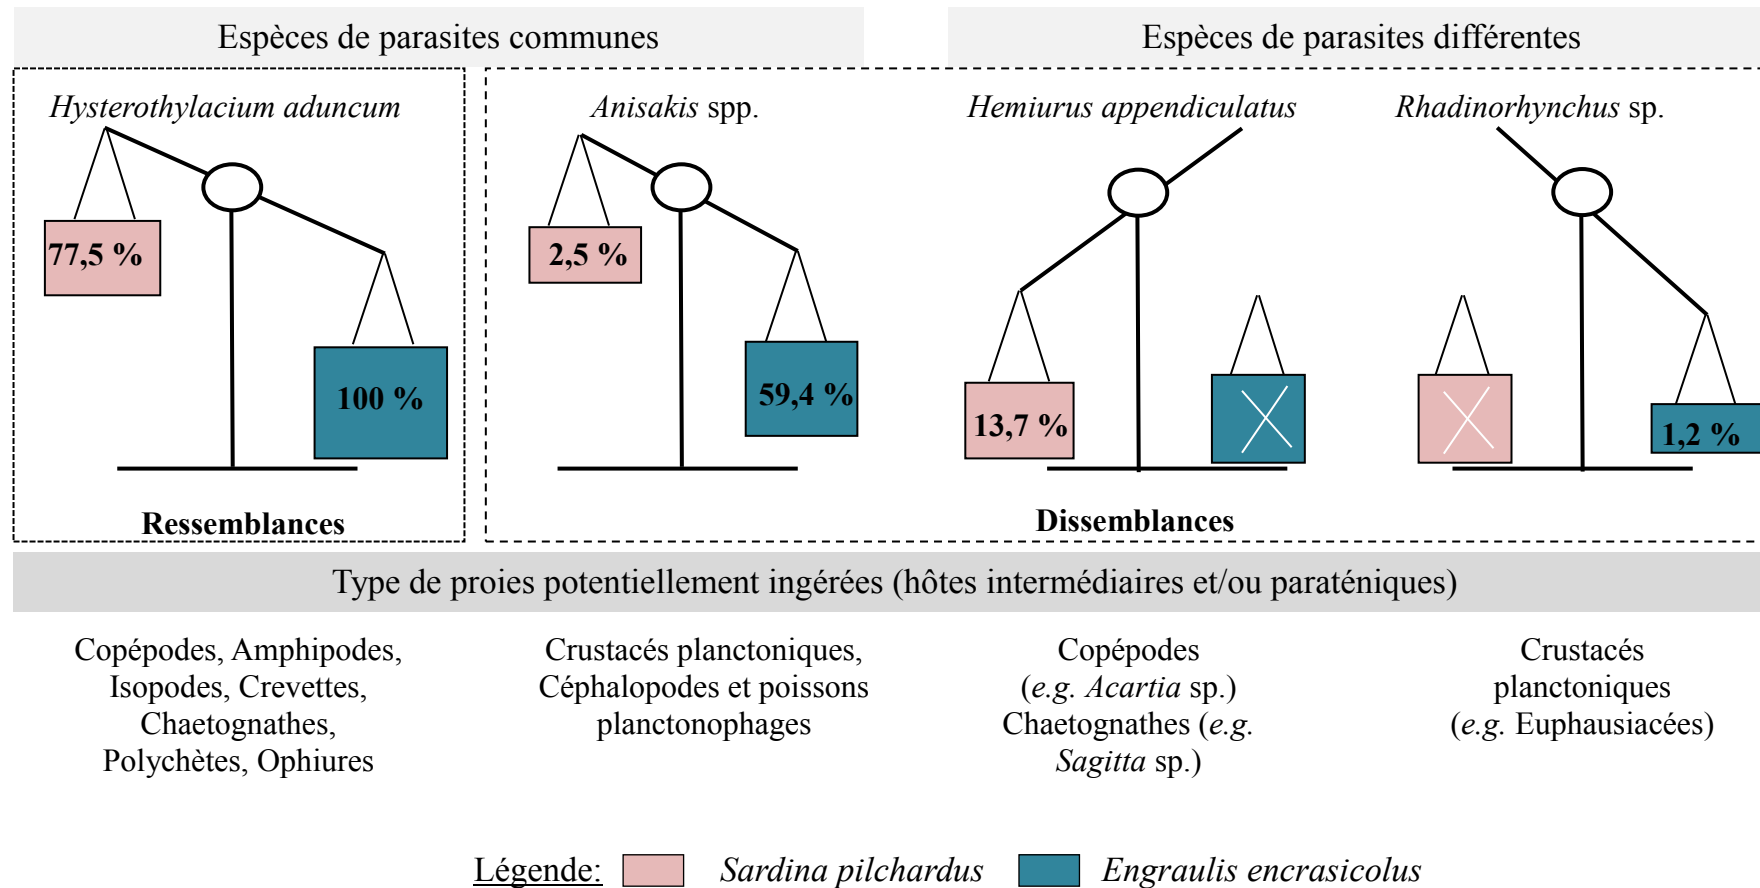 Espèces de parasites communes
Espèces de parasites différentes
Hysterothylacium aduncum
Anisakis spp.
Hemiurus appendiculatus
Rhadinorhynchus sp.
77,5 %
100 %
2,5 %
59,4 %
13,7 %
1,2 %
Ressemblances
Dissemblances
Type de proies potentiellement ingérées (hôtes intermédiaires et/ou paraténiques)
Copépodes, Amphipodes,
Isopodes, Crevettes,
Chaetognathes,
Polychètes, Ophiures
Crustacés planctoniques,
Céphalopodes et poissons
planctonophages
Copépodes
(e.g. Acartia sp.)
Chaetognathes (e.g.
Sagitta sp.)
Crustacés
planctoniques
(e.g. Euphausiacées)
Légende:
Sardina pilchardus
Engraulis encrasicolus